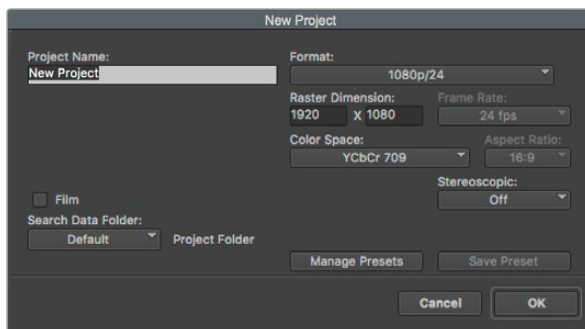 New Project
Project Name:
New Project
Format:
1080p/24
Raster Dimension:
Frame Rate:
1920 X 1080
24 fps
Color Space:
Aspect Ratio:
YCbCr 709
16:9
Stereoscopic:
Off
Film
Search Data Folder:
Default
Project Folder
Manage Presets
Save Preset
Cancel
OK